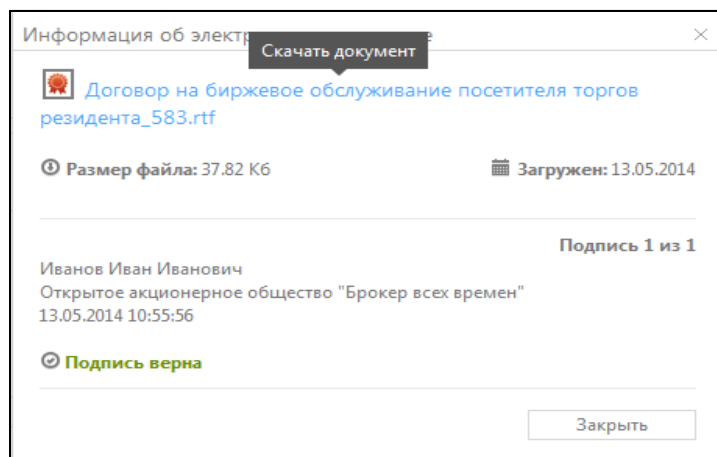 Информация об элект
е
Скачать документ
Договор на биржевое обслуживание посетителя торгов
резидента_583.rtf
Размер файла: 37.82 Кб
Загружен: 13.05.2014
Подпись 1 из 1
Иванов Иван Иванович
Открытое акционерное общество "Брокер всех времен"
13.05.2014 10:55:56
Подпись верна
Закрыть